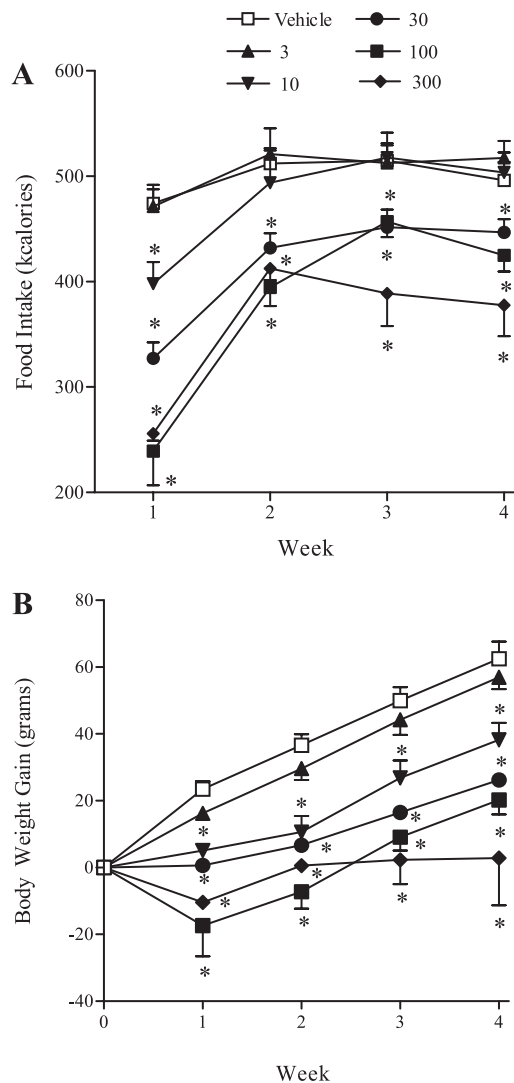 Vehicle 30
3 100
10 300
A
600
500
400
300
200
Food Intake (kcalories)
* * * *
* * * *
* * * *
* *
1 2 3 4
Week
B
80
60
40
20
0
-20
-40
Body Weight Gain (grams)
* * * *
* * * *
* * * *
* *
0 1 2 3 4
Week